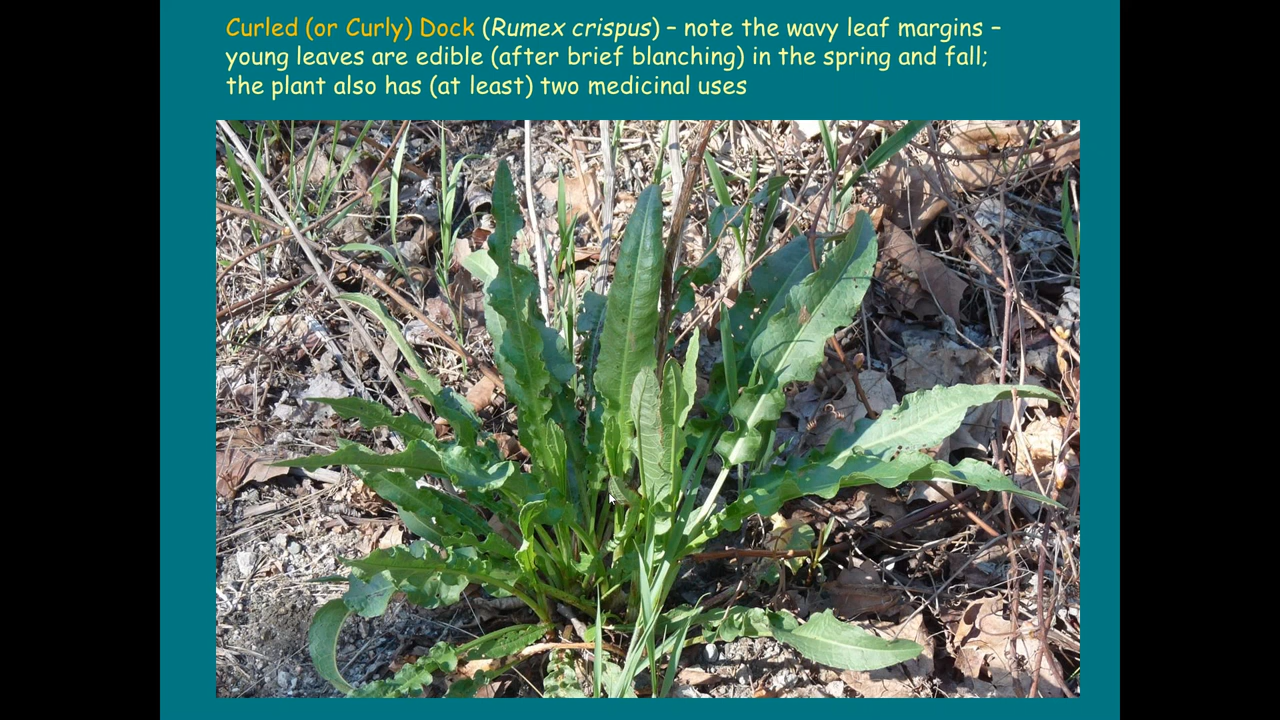 Curled (or Curly) Dock (Rumex crispus) – note the wavy leaf margins –
young leaves are edible (after brief blanching) in the spring and fall;
the plant also has (at least) two medicinal uses